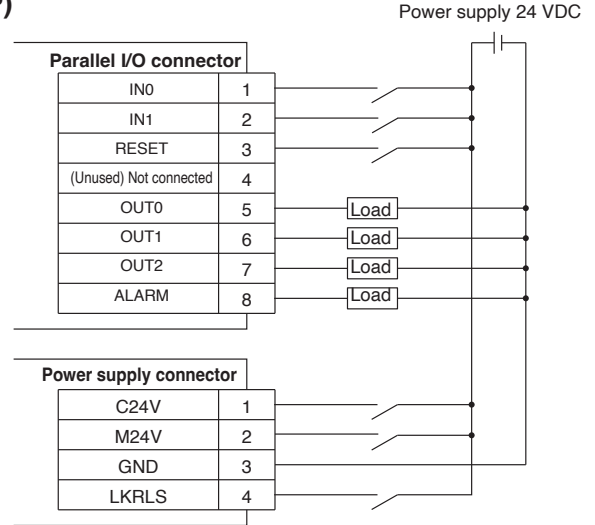 Power supply 24 VDC
Parallel I/O connector
IN0 1
IN1 2
RESET 3
(Unused) Not connected 4
OUT0 5 Load
OUT1 6 Load
OUT2 7 Load
ALARM 8 Load
Power supply connector
C24V 1
M24V 2
GND 3
LKRLS 4